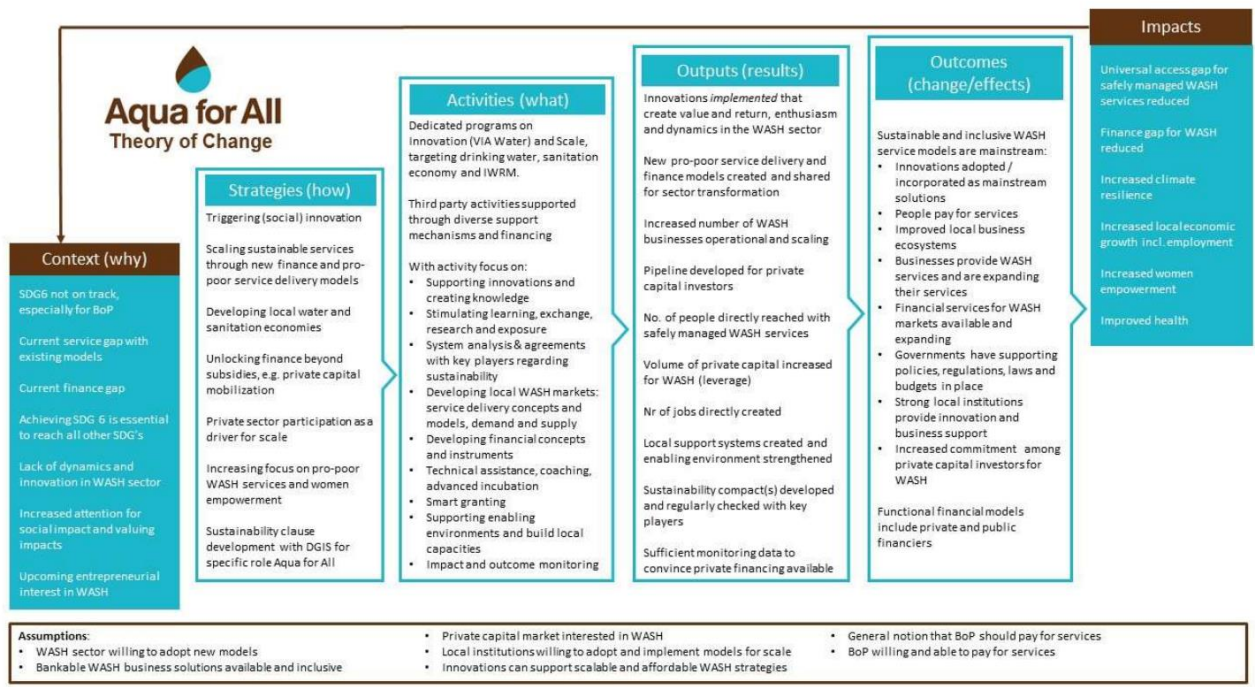 Aqua for All
Theory of Change
Context (why)
SDG6 not on track,
especially for BoP
Current service gap with
existing models
Current finance gap
Achieving SDG 6 is essential
to reach all other SDG's
Lack of dynamics and
innovation in WASH sector
Increased attention for
social impact and valuing
impacts
Upcoming entrepreneurial
interest in WASH
Strategies (how)
Triggering (social) innovation
Scaling sustainable services
through new finance and pro-
poor service delivery models
Developing local water and
sanitation economies
Unlocking finance beyond
subsidies, e.g. private capital
mobilization
Private sector participation as a
driver for scale
Increasing focus on pro-poor
WASH services and women
empowerment
Sustainability clause
development with DGIS for
specific role Aqua for All
Activities (what)
Dedicated programs on
Innovation (VIA Water) and Scale,
targeting drinking water, sanitation
economy and IWRM.
Third party activities supported
through diverse support
mechanisms and financing
With activity focus on:
• Supporting innovations and
creating knowledge
• Stimulating learning, exchange,
research and exposure
• System analysis & agreements
with key players regarding
sustainability
• Developing local WASH markets:
service delivery concepts and
models, demand and supply
• Developing financial concepts
and instruments
• Technical assistance, coaching,
advanced incubation
• Smart granting
• Supporting enabling
environments and build local
capacities
• Impact and outcome monitoring
Outputs (results)
Innovations implemented that
create value and return, enthusiasm
and dynamics in the WASH sector
New pro-poor service delivery and
finance models created and shared
for sector transformation
Increased number of WASH
businesses operational and scaling
Pipeline developed for private
capital investors
No. of people directly reached with
safely managed WASH services
Volume of private capital increased
for WASH (leverage)
Nr of jobs directly created
Local support systems created and
enabling environment strengthened
Sustainability compact(s) developed
and regularly checked with key
players
Sufficient monitoring data to
convince private financing available
Outcomes
(change/effects)
Sustainable and inclusive WASH
service models are mainstream:
• Innovations adopted /
incorporated as mainstream
solutions
• People pay for services
• Improved local business
ecosystems
• Businesses provide WASH
services and are expanding
their services
• Financial services for WASH
markets available and
expanding
• Governments have supporting
policies, regulations, laws and
budgets in place
• Strong local institutions
provide innovation and
business support
• Increased commitment among
private capital investors for
WASH
Functional financial models
include private and public
financiers
Impacts
Universal access gap for
safely managed WASH
services reduced
Finance gap for WASH
reduced
Increased climate
resilience
Increased local economic
growth incl. employment
Increased women
empowerment
Improved health
Assumptions:
• WASH sector willing to adopt new models
• Bankable WASH business solutions available and inclusive
• Private capital market interested in WASH
• Local institutions willing to adopt and implement models for scale
• Innovations can support scalable and affordable WASH strategies
• General notion that BoP should pay for services
• BoP willing and able to pay for services